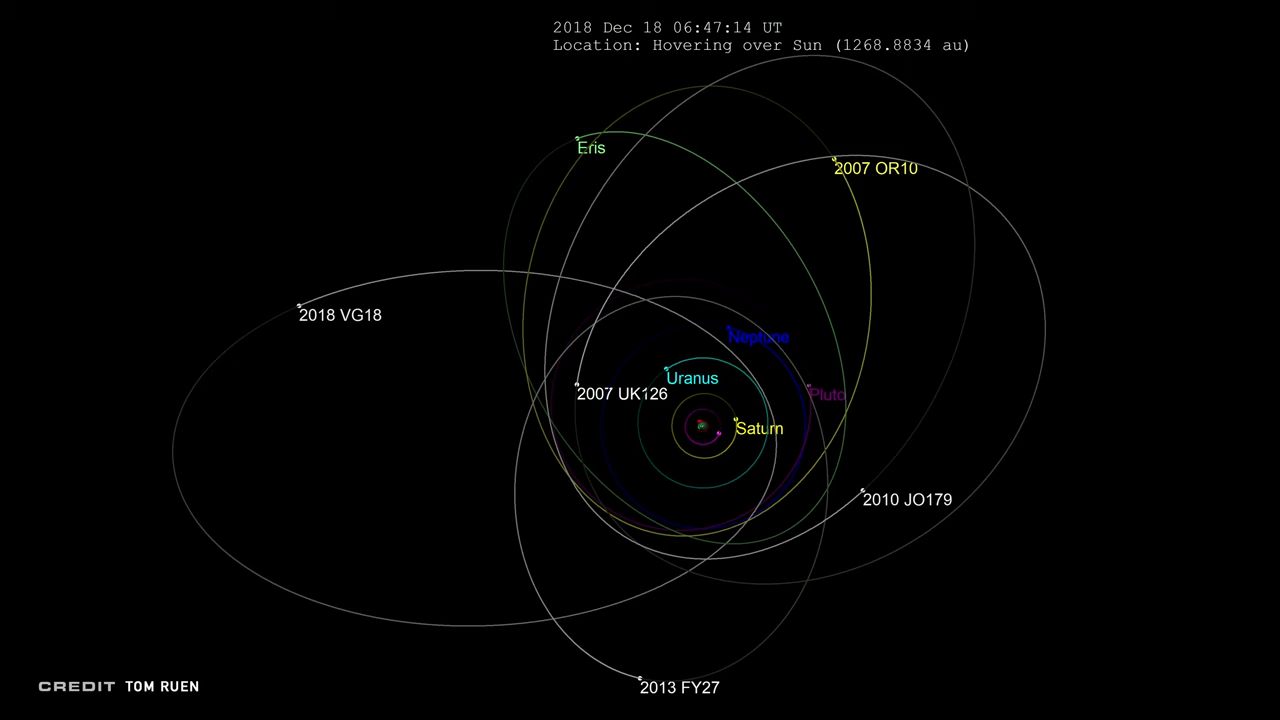 2018 Dec 18 06:47:14 UT
Location: Hovering over Sun (1268.8834 au)
Eris
2007 OR10
2018 VG18
Neptune
Uranus
2007 UK126
Pluto
Saturn
2010 JO179
CREDIT TOM RUEN
2013 FY27